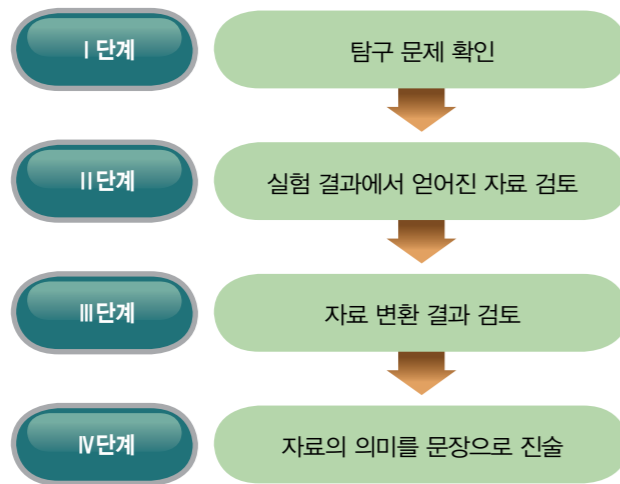 Ⅰ단계
탐구 문제 확인
Ⅱ단계
실험 결과에서 얻어진 자료 검토
Ⅲ단계
자료 변환 결과 검토
Ⅳ단계
자료의 의미를 문장으로 진술